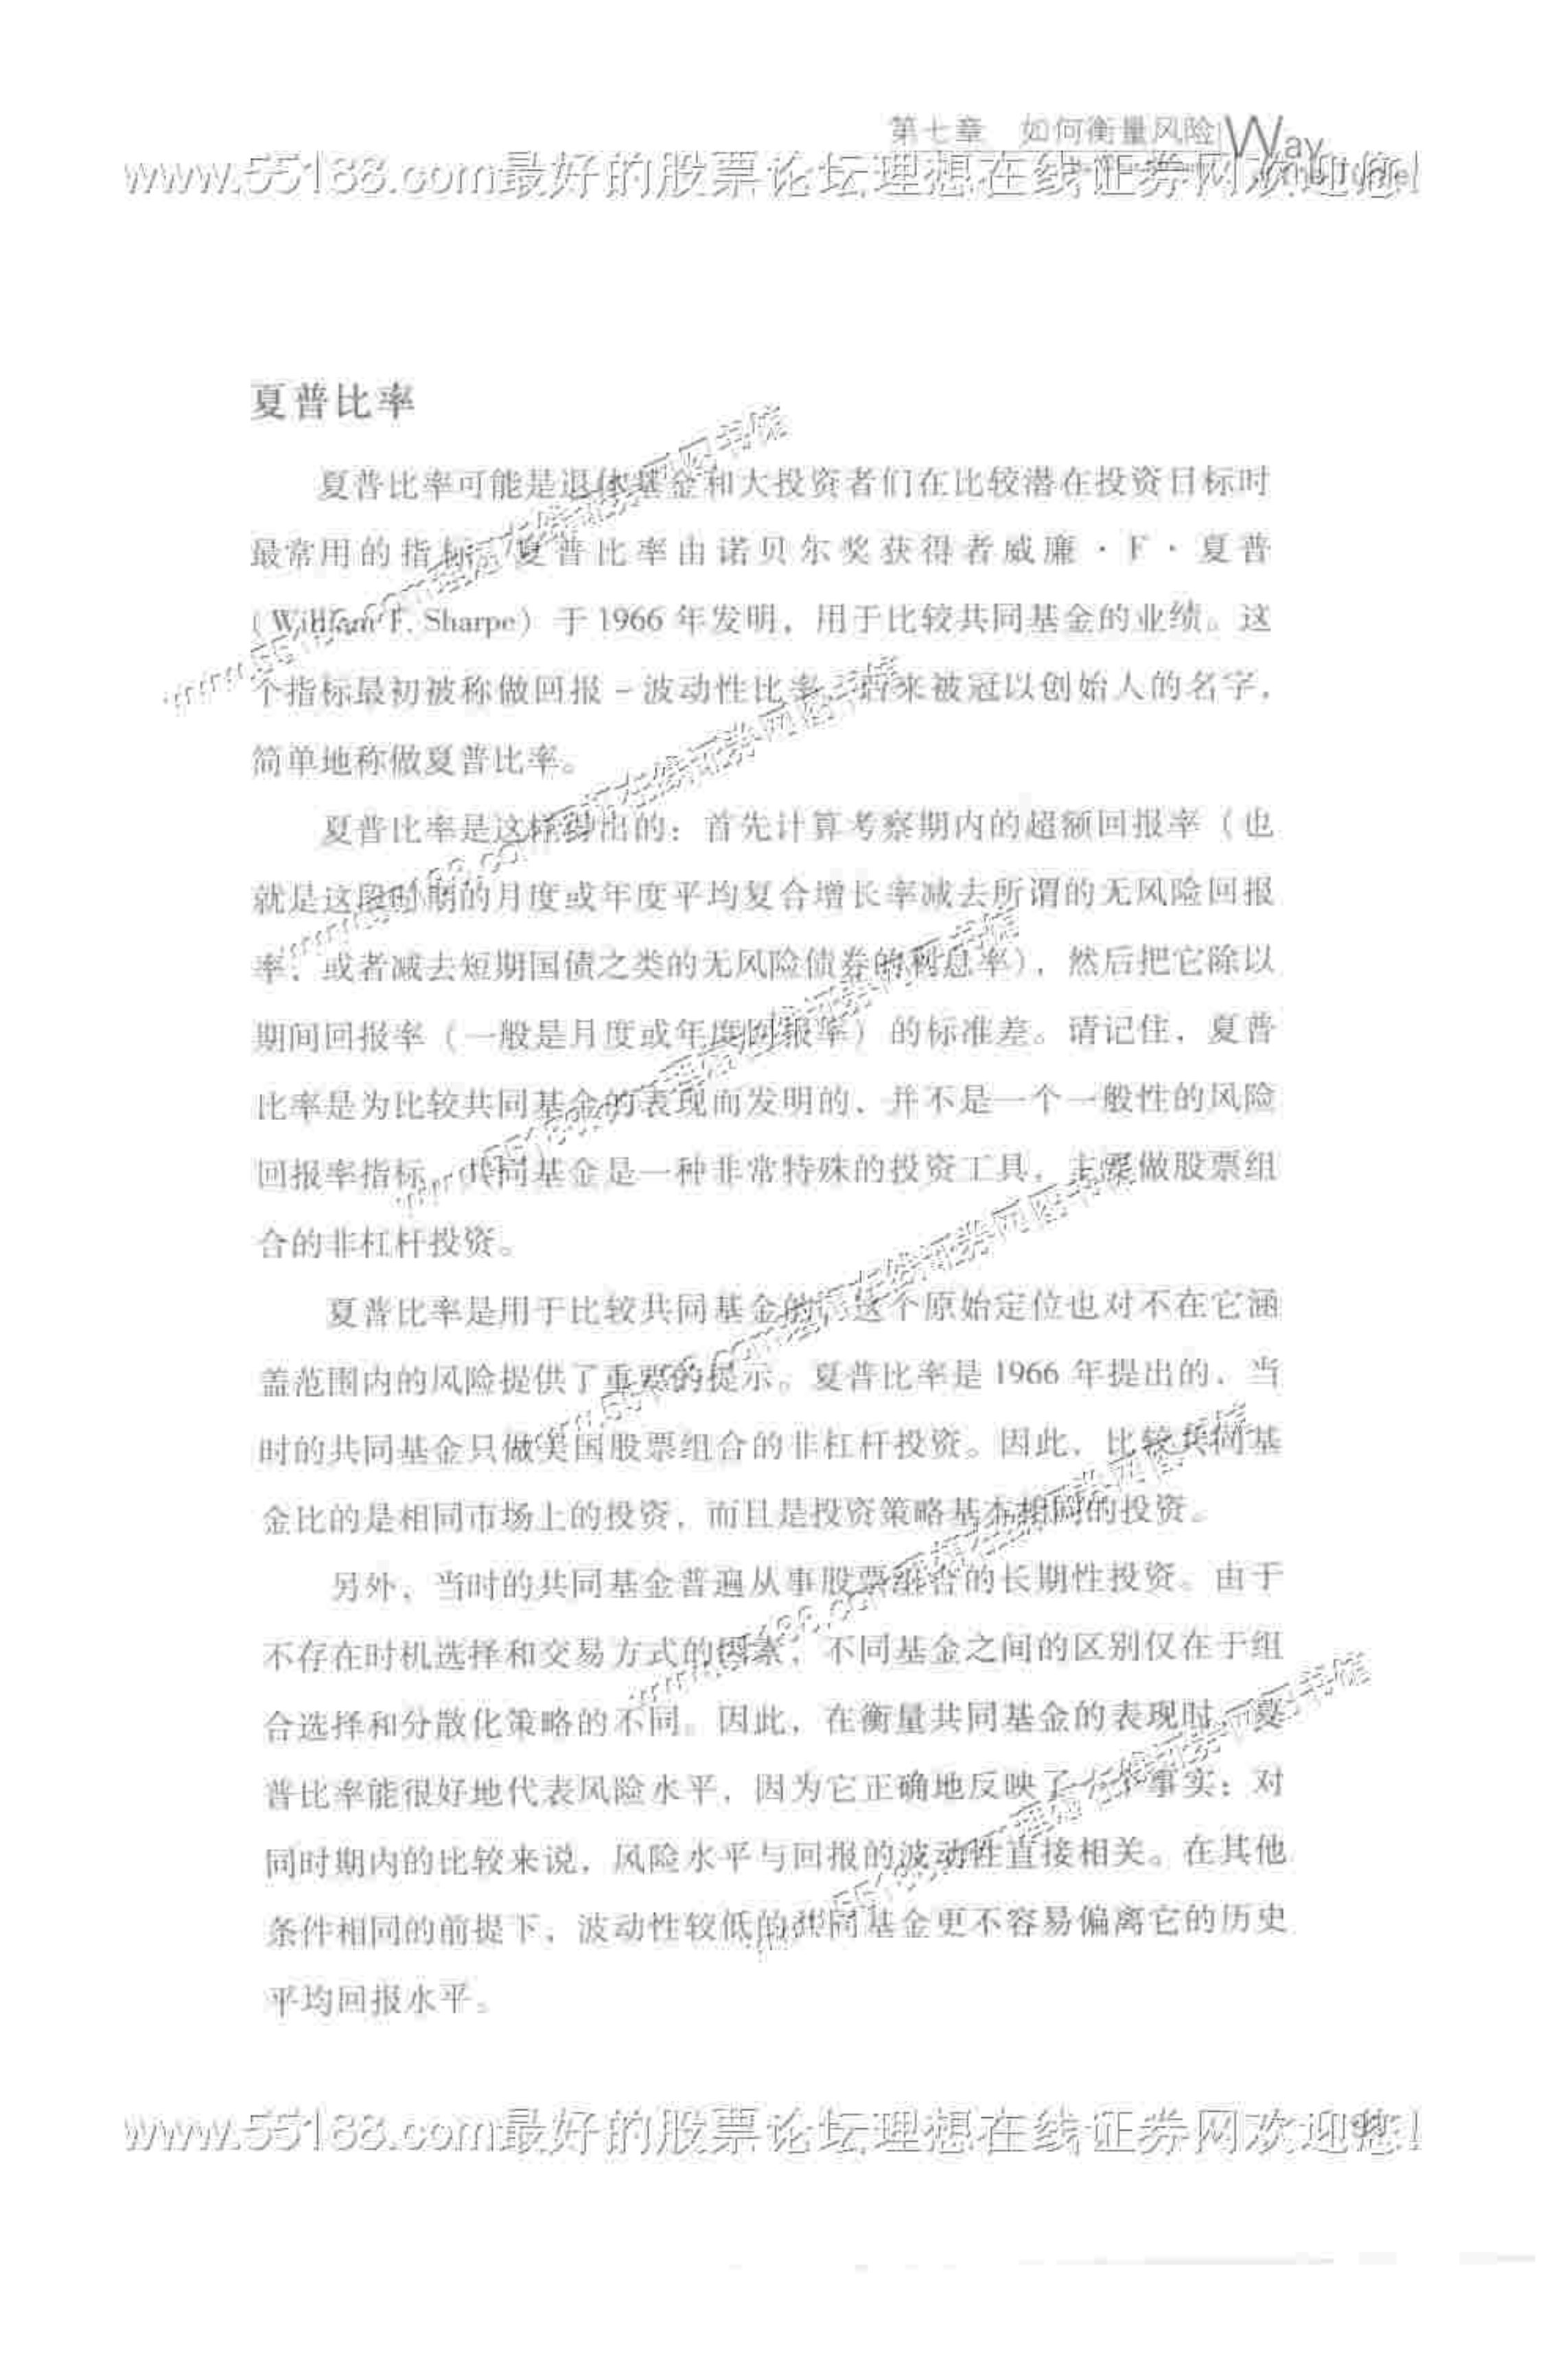 第七章 如何衡量风险 Way
www.55188.com最好的股票论坛理想在线证券网欢迎您!
夏普比率
夏普比率可能是退休基金和大投资者们在比较潜在投资目标时
最常用的指标。夏普比率由诺贝尔奖获得者威廉·F·夏普
(William F. Sharpe) 于1966年发明，用于比较共同基金的业绩。这
个指标最初被称做回报-波动性比率，后来被冠以创始人的名字，
简单地称做夏普比率。
夏普比率是这样得出的：首先计算考察期内的超额回报率（也
就是这段时期的月度或年度平均复合增长率减去所谓的无风险回报
率，或者减去短期国债之类的无风险债券的利息率），然后把它除以
期间回报率（一般是月度或年度回报率）的标准差。请记住，夏普
比率是为比较共同基金的表现而发明的，并不是一个一般性的风险
回报率指标。共同基金是一种非常特殊的投资工具，主要做股票组
合的非杠杆投资。
夏普比率是用于比较共同基金的，这个原始定位也对不在它涵
盖范围内的风险提供了重要的提示。夏普比率是1966年提出的，当
时的共同基金只做美国股票组合的非杠杆投资。因此，比较共同基
金比的是相同市场上的投资，而且是投资策略基本相同的投资。
另外，当时的共同基金普遍从事股票组合的长期性投资。由于
不存在时机选择和交易方式的因素，不同基金之间的区别仅在于组
合选择和分散化策略的不同。因此，在衡量共同基金的表现时，夏
普比率能很好地代表风险水平，因为它正确地反映了一个事实：对
同时期内的比较来说，风险水平与回报的波动性直接相关。在其他
条件相同的前提下，波动性较低的共同基金更不容易偏离它的历史
平均回报水平。
www.55188.com最好的股票论坛理想在线证券网欢迎您!